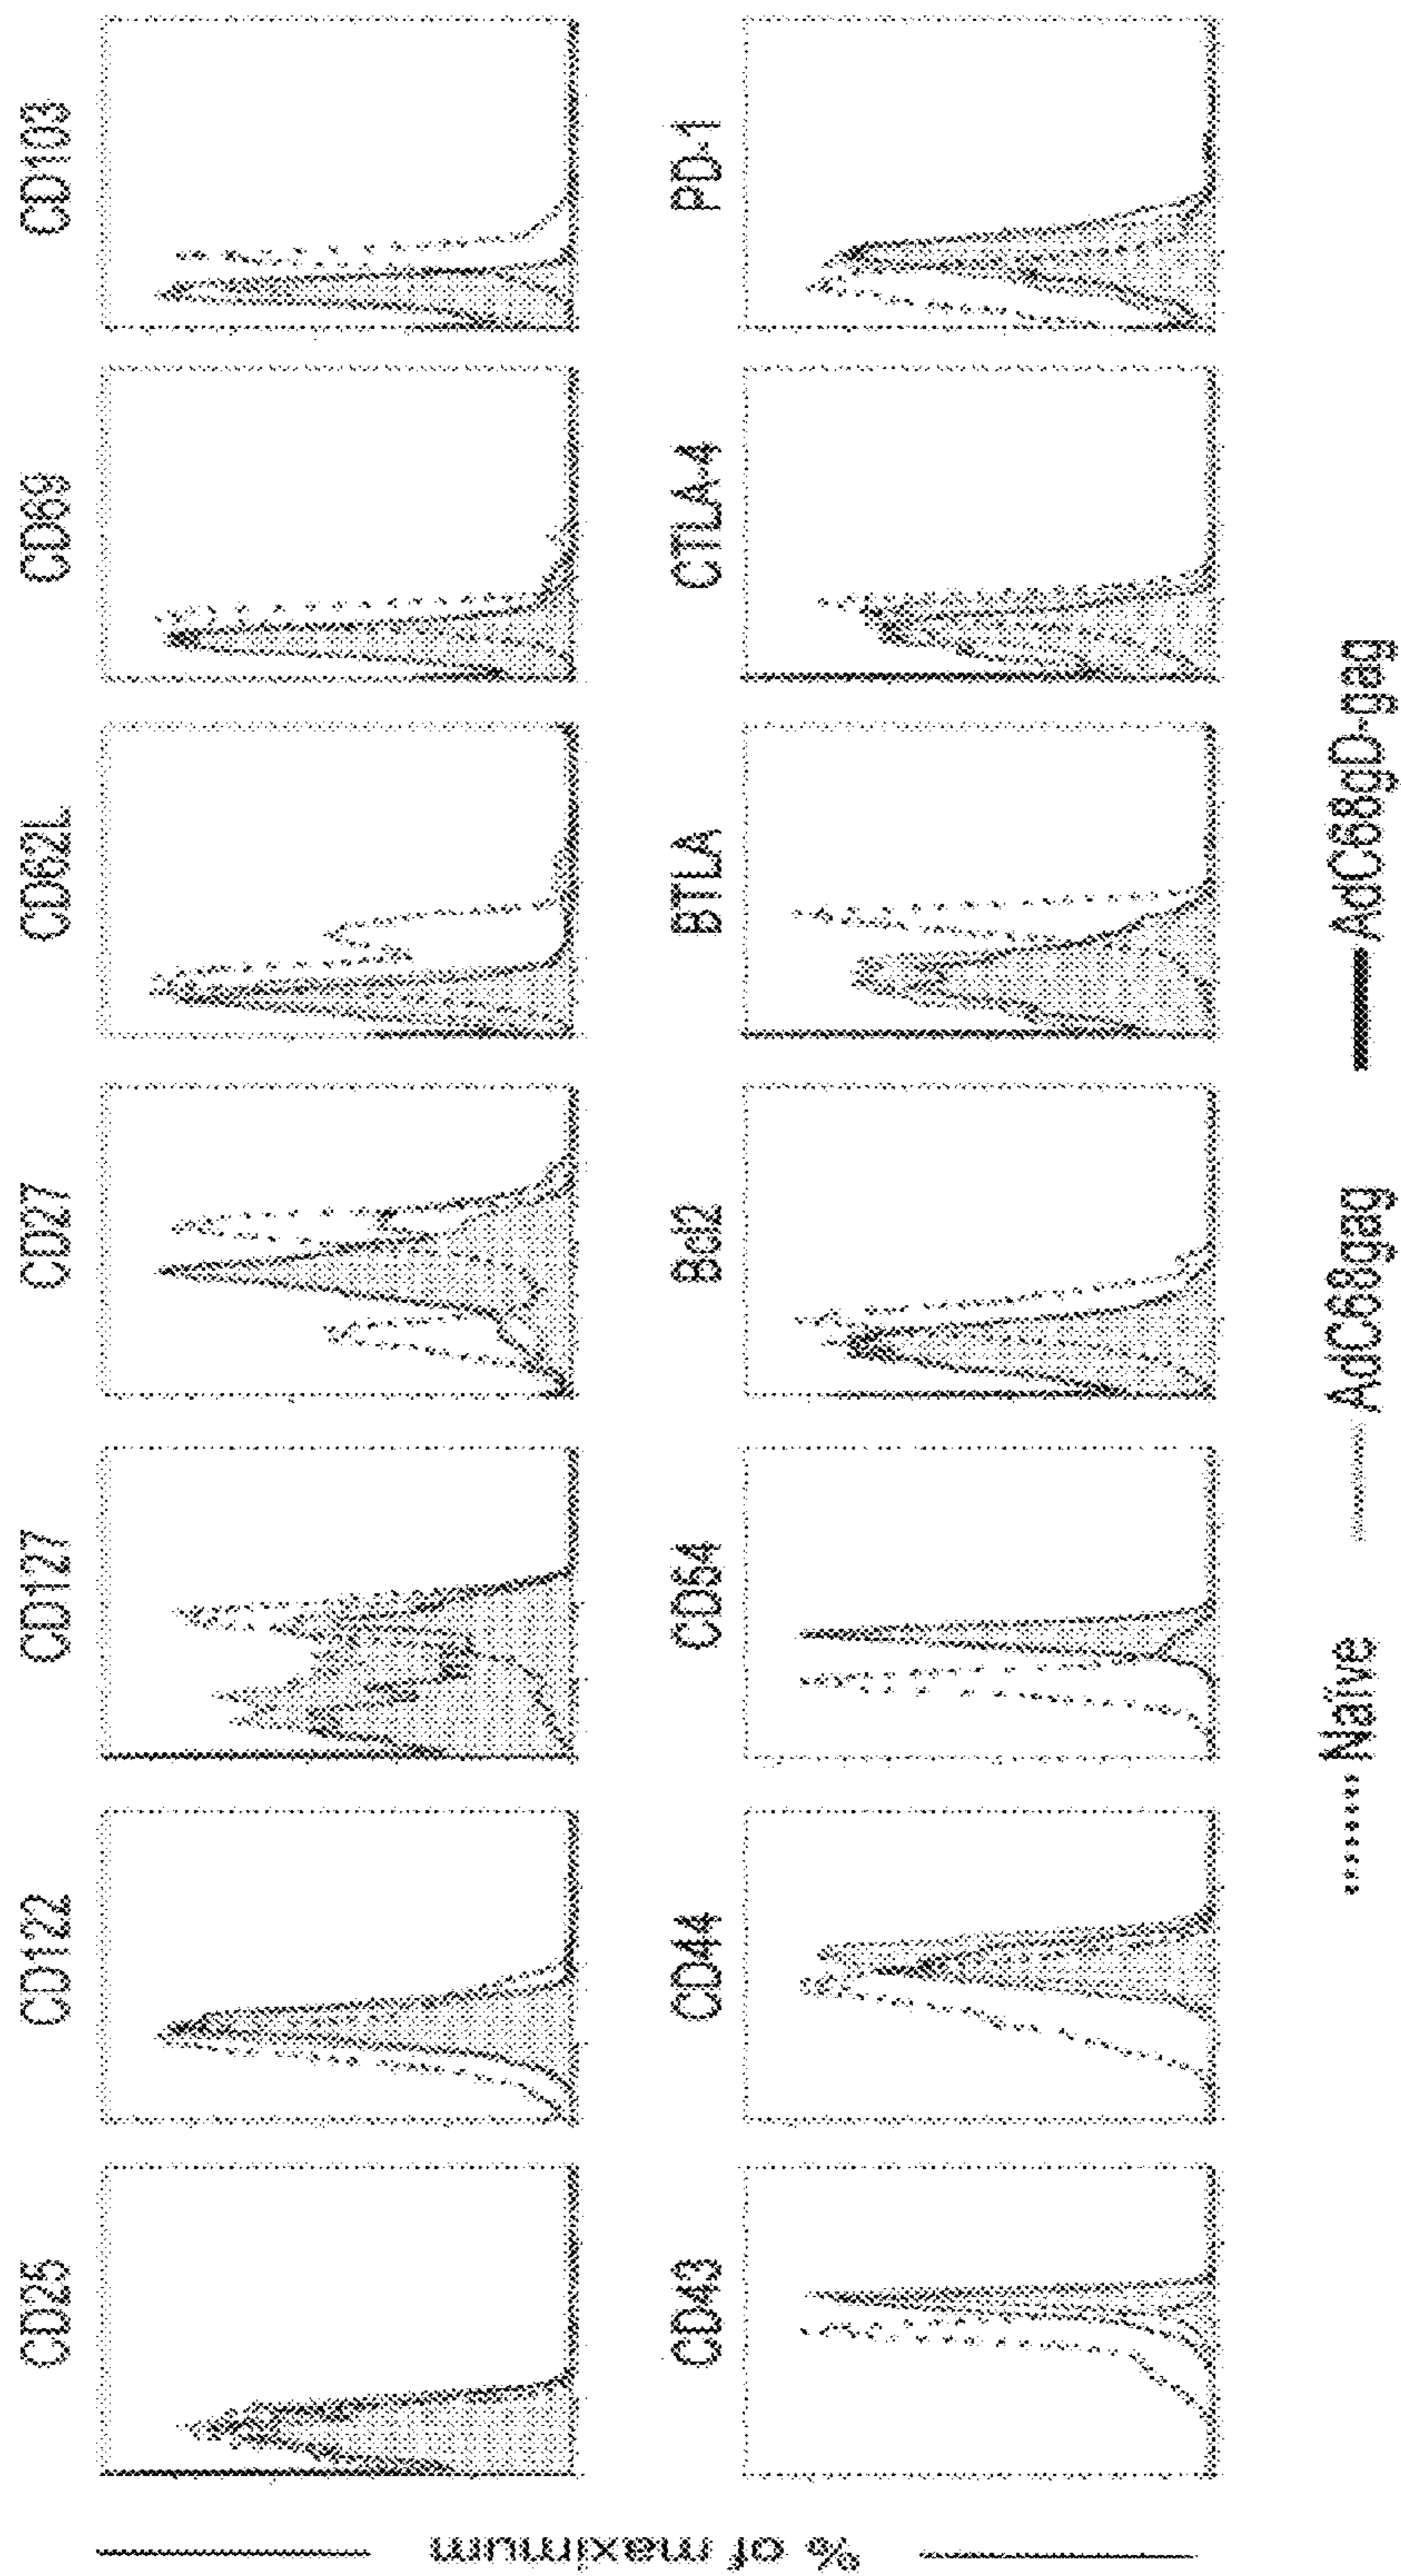 CD25 CD122 CD127 CD27 CD62L CD69 CD103
CD43 CD44 CD54 Bcl2 BTLA CTLA-4 PD-1
% of maximum
Naïve AdC68gag AdC68gD-gag